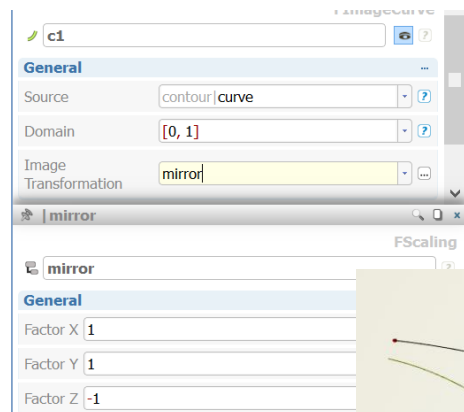 FImageCurve
c1
General ...
Source contour|curve ?
Domain [0, 1] ?
Image
Transformation
mirror ...
|mirror
FScaling
mirror
General
Factor X 1
Factor Y 1
Factor Z -1